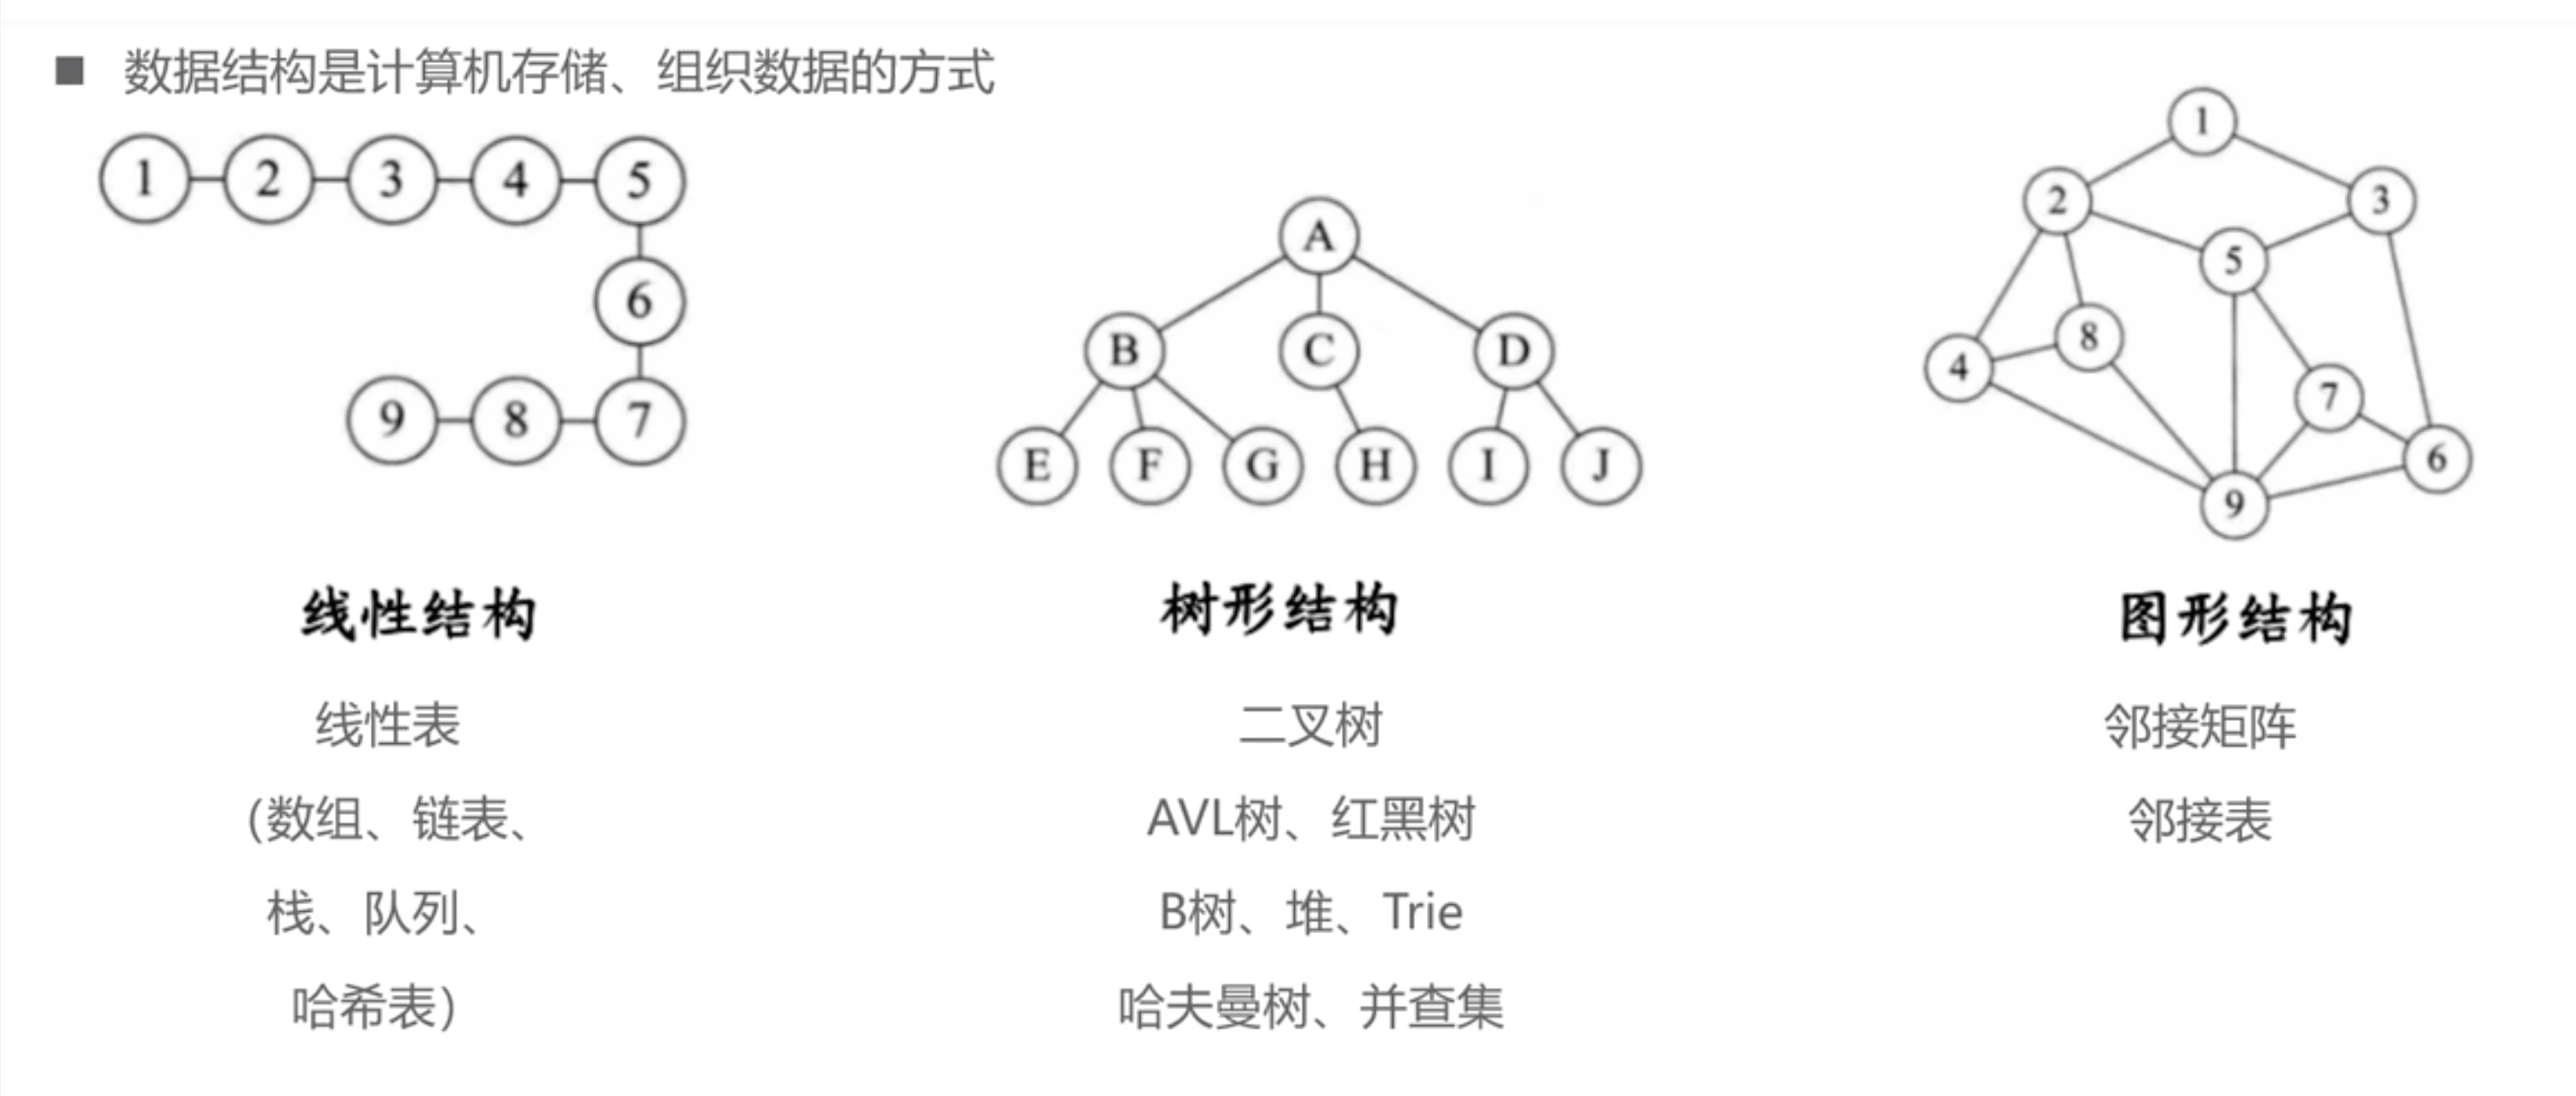 ■ 数据结构是计算机存储、组织数据的方式
1 2 3 4 5
6
9 8 7
A
B C D
E F G H I J
1
2 3
5
8
4
7
6
9
线性结构
线性表
(数组、链表、
栈、队列、
哈希表)
树形结构
二叉树
AVL树、红黑树
B树、堆、Trie
哈夫曼树、并查集
图形结构
邻接矩阵
邻接表